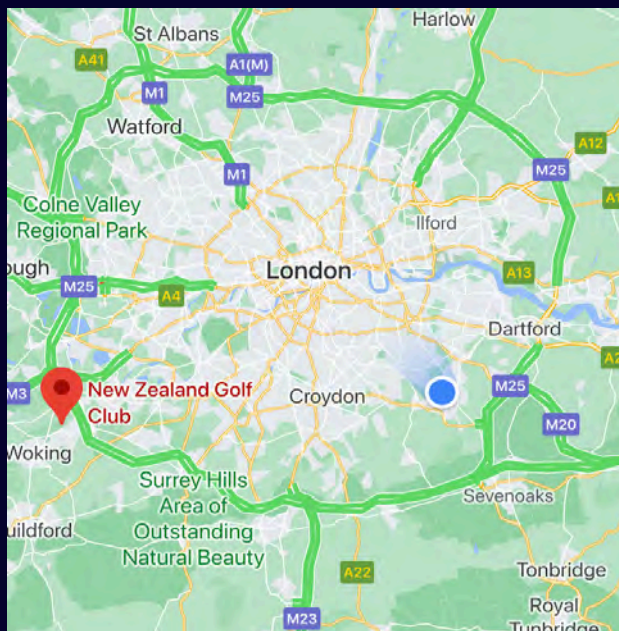 Harlow
St Albans
A41
A1(M)
M1
M25
Watford
A12
M25
M1
A1
Colne Valley
Regional Park
Ilford
ough
London
M25
A4
A13
Dartford
A2
M3
New Zealand Golf
Club
Croydon
M25
M20
Woking
Surrey Hills
Area of
Outstanding
Natural Beauty
Sevenoaks
uildford
A22
Tonbridge
M23
Royal
Tunbridge